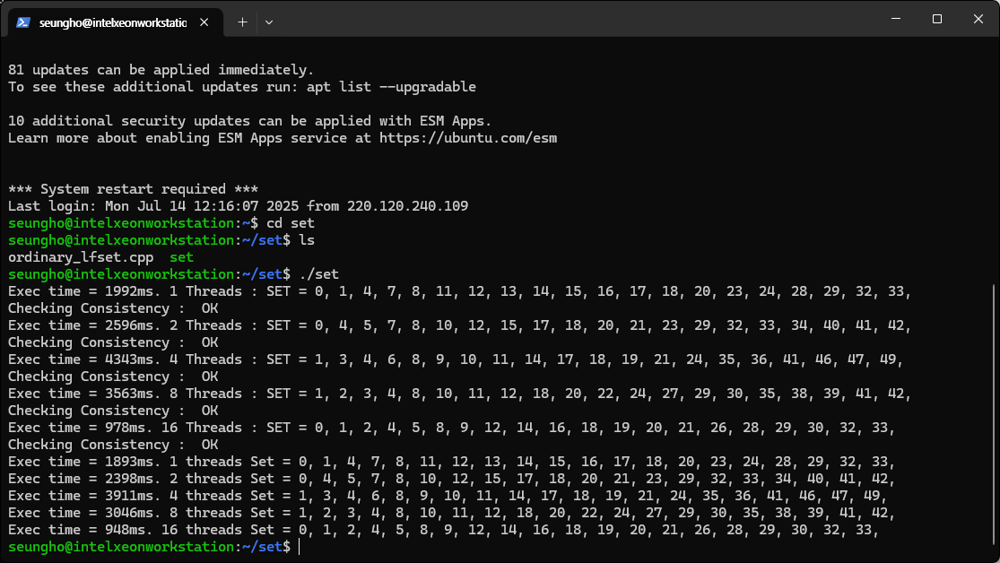 seungho@intelxeonworkstatio
81 updates can be applied immediately.
To see these additional updates run: apt list --upgradable
10 additional security updates can be applied with ESM Apps.
Learn more about enabling ESM Apps service at https://ubuntu.com/esm
*** System restart required ***
Last login: Mon Jul 14 12:16:07 2025 from 220.120.240.109
seungho@intelxeonworkstation:~$ cd set
seungho@intelxeonworkstation:~/set$ ls
ordinary_lfset.cpp  set
seungho@intelxeonworkstation:~/set$ ./set
Exec time = 1992ms. 1 Threads : SET = 0, 1, 4, 7, 8, 11, 12, 13, 14, 15, 16, 17, 18, 20, 23, 24, 28, 29, 32, 33,
Checking Consistency :  OK
Exec time = 2596ms. 2 Threads : SET = 0, 4, 5, 7, 8, 10, 12, 15, 17, 18, 20, 21, 23, 29, 32, 33, 34, 40, 41, 42,
Checking Consistency :  OK
Exec time = 4343ms. 4 Threads : SET = 1, 3, 4, 6, 8, 9, 10, 11, 14, 17, 18, 19, 21, 24, 35, 36, 41, 46, 47, 49,
Checking Consistency :  OK
Exec time = 3563ms. 8 Threads : SET = 1, 2, 3, 4, 8, 10, 11, 12, 18, 20, 22, 24, 27, 29, 30, 35, 38, 39, 41, 42,
Checking Consistency :  OK
Exec time = 978ms. 16 Threads : SET = 0, 1, 2, 4, 5, 8, 9, 12, 14, 16, 18, 19, 20, 21, 26, 28, 29, 30, 32, 33,
Checking Consistency :  OK
Exec time = 1893ms. 1 threads Set = 0, 1, 4, 7, 8, 11, 12, 13, 14, 15, 16, 17, 18, 20, 23, 24, 28, 29, 32, 33,
Exec time = 2398ms. 2 threads Set = 0, 4, 5, 7, 8, 10, 12, 15, 17, 18, 20, 21, 23, 29, 32, 33, 34, 40, 41, 42,
Exec time = 3911ms. 4 threads Set = 1, 3, 4, 6, 8, 9, 10, 11, 14, 17, 18, 19, 21, 24, 35, 36, 41, 46, 47, 49,
Exec time = 3046ms. 8 threads Set = 1, 2, 3, 4, 8, 10, 11, 12, 18, 20, 22, 24, 27, 29, 30, 35, 38, 39, 41, 42,
Exec time = 948ms. 16 threads Set = 0, 1, 2, 4, 5, 8, 9, 12, 14, 16, 18, 19, 20, 21, 26, 28, 29, 30, 32, 33,
seungho@intelxeonworkstation:~/set$